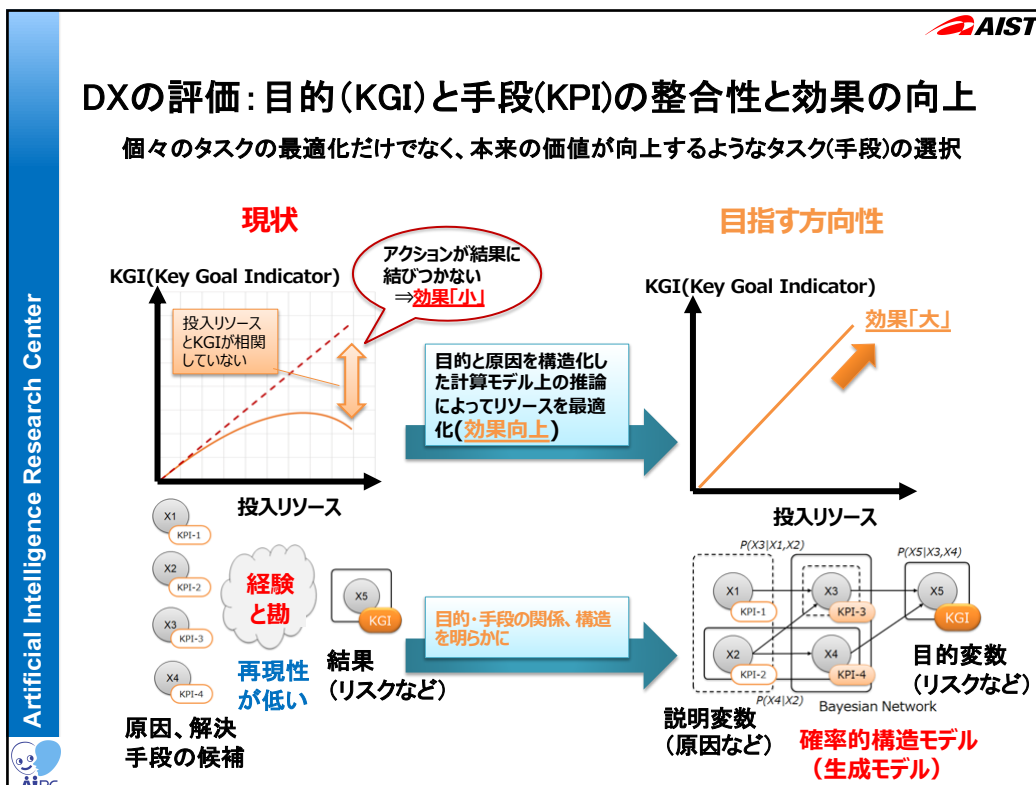 AIST
DXの評価：目的（KGI）と手段(KPI)の整合性と効果の向上
個々のタスクの最適化だけでなく、本来の価値が向上するようなタスク(手段)の選択
Artificial Intelligence Research Center
現状
KGI(Key Goal Indicator)
アクションが結果に
結びつかない
⇒効果「小」
投入リソース
とKGIが相関
していない
投入リソース
目的と原因を構造化し
た計算モデル上の推論
によってリソースを最適
化(効果向上)
目指す方向性
KGI(Key Goal Indicator)
効果「大」
投入リソース
X1
KPI-1
X2
KPI-2
X3
KPI-3
X4
KPI-4
経験
と勘
再現性
が低い
X5
KGI
結果
（リスクなど）
原因、解決
手段の候補
目的・手段の関係、構造
を明らかに
P(X3|X1,X2)
P(X5|X3,X4)
X1
KPI-1
X3
KPI-3
X5
KGI
X2
KPI-2
X4
KPI-4
P(X4|X2)
Bayesian Network
目的変数
（リスクなど）
説明変数
（原因など）
確率的構造モデル
（生成モデル）